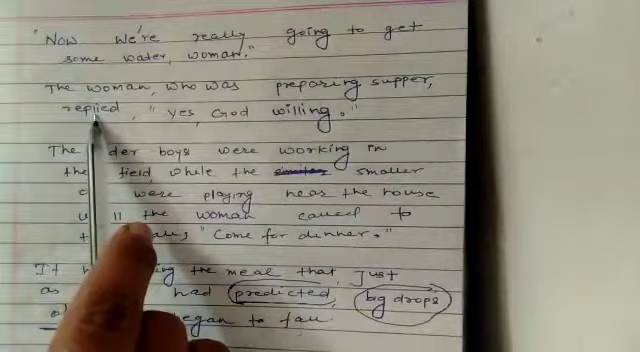 "Now We're really going to get
some water, woman."
The woman, who was preparing supper,
replied, "yes, God willing."
The der boys were working in
the field, while the smaller
were playing near the house
the woman called to
"Come for dinner."
It the meal that, Just
as had predicted, big drops
began to fall.